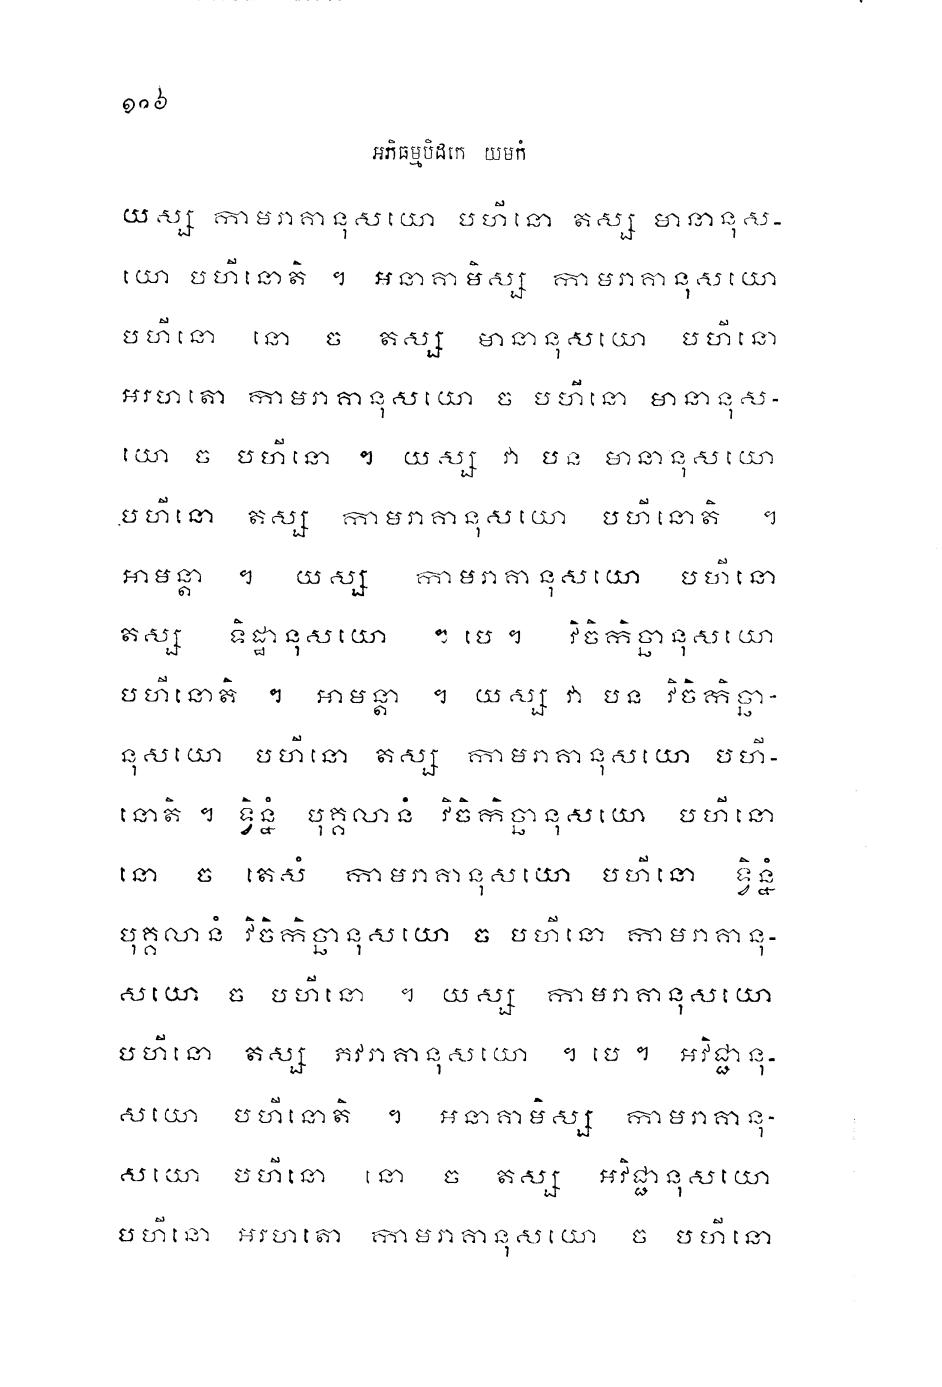 ១០៦
អភិធម្មបិដកេ យមកំ
យស្ស កាមរាគានុសយោ បហីនោ តស្ស មានានុស-
យោ បហីនោតិ ។ អនាគាមិស្ស កាមរាគានុសយោ
បហីនោ នោ ច តស្ស មានានុសយោ បហីនោ
អរហតោ កាមរាគានុសយោ ច បហីនោ មានានុស-
យោ ច បហីនោ ។ យស្ស វា បន មានានុសយោ
បហីនោ តស្ស កាមរាគានុសយោ បហីនោតិ ។
អាមន្តា ។ យស្ស កាមរាគានុសយោ បហីនោ
តស្ស ទិដ្ឋានុសយោ ។ បេ ។ វិចិកិច្ឆានុសយោ
បហីនោតិ ។ អាមន្តា ។ យស្ស វា បន វិចិកិច្ឆា-
នុសយោ បហីនោ តស្ស កាមរាគានុសយោ បហី-
នោតិ ។ ទ្វិន្នំ បុគ្គលានំ វិចិកិច្ឆានុសយោ បហីនោ
នោ ច តេសំ កាមរាគានុសយោ បហីនោ ទ្វិន្នំ
បុគ្គលានំ វិចិកិច្ឆានុសយោ ច បហីនោ កាមរាគានុ-
សយោ ច បហីនោ ។ យស្ស កាមរាគានុសយោ
បហីនោ តស្ស ភវរាគានុសយោ ។ បេ ។ អវិជ្ជានុ-
សយោ បហីនោតិ ។ អនាគាមិស្ស កាមរាគានុ-
សយោ បហីនោ នោ ច តស្ស អវិជ្ជានុសយោ
បហីនោ អរហតោ កាមរាគានុសយោ ច បហីនោ